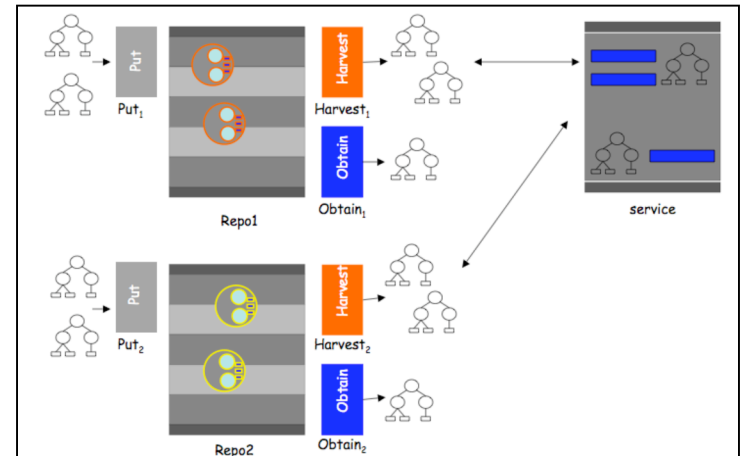 Put
Put1
Repo1
Harvest
Harvest1
Obtain
Obtain1
service
Put
Put2
Repo2
Harvest
Harvest2
Obtain
Obtain2